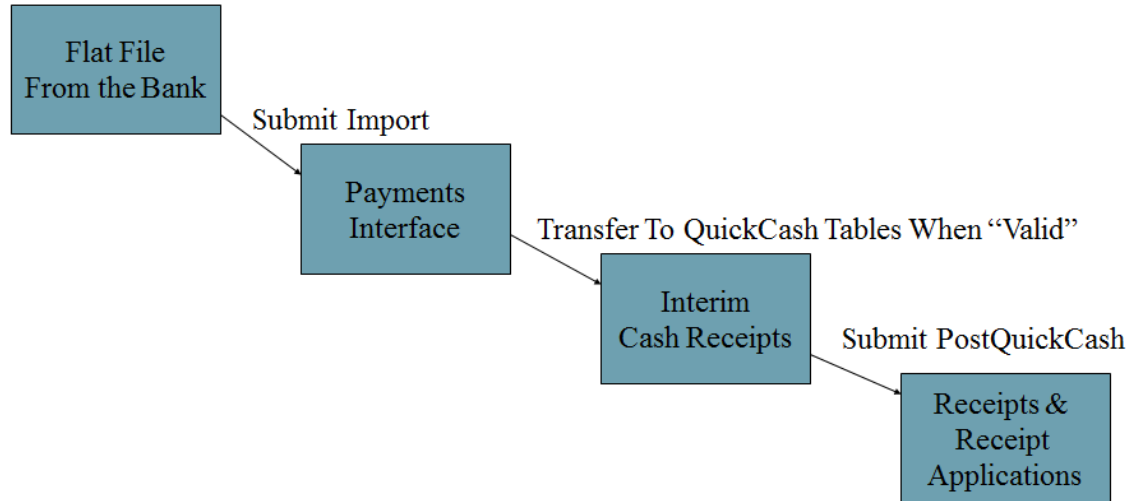 Flat File
From the Bank
Submit Import
Payments
Interface
Transfer To QuickCash Tables When “Valid”
Interim
Cash Receipts
Submit PostQuickCash
Receipts &
Receipt
Applications